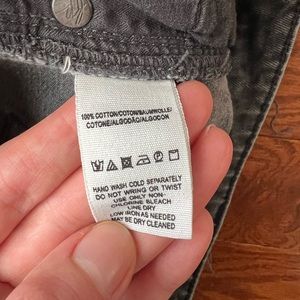 100% COTTON/COTON/BAUMWOLLE/
COTONE/ALGODÃO/ALGODON
HAND WASH COLD SEPARATELY
DO NOT WRING OR TWIST
USE ONLY NON-
CHLORINE BLEACH
LINE DRY
LOW IRON AS NEEDED
MAY BE DRY CLEANED